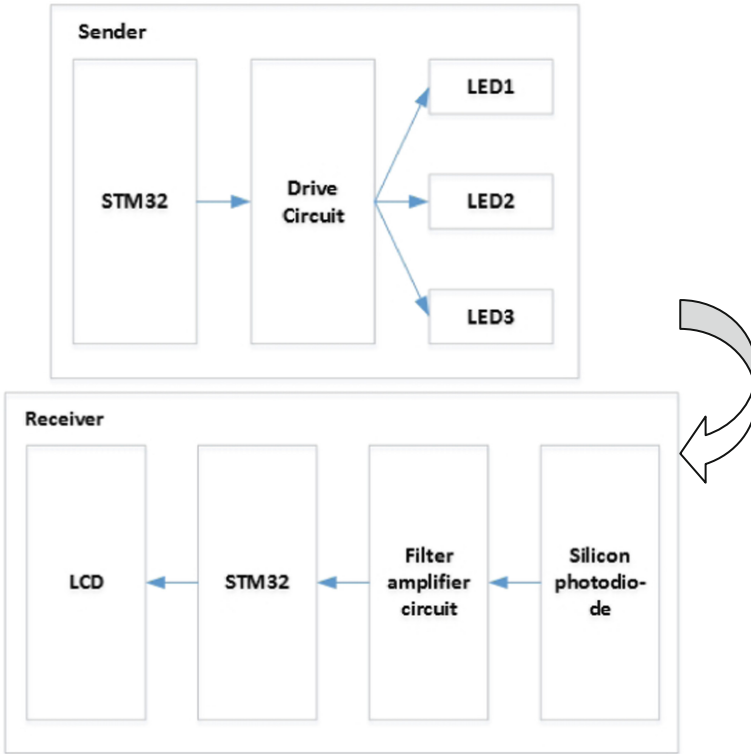 Sender
STM32
Drive
Circuit
LED1
LED2
LED3
Receiver
LCD
STM32
Filter
amplifier
circuit
Silicon
photodio-
de